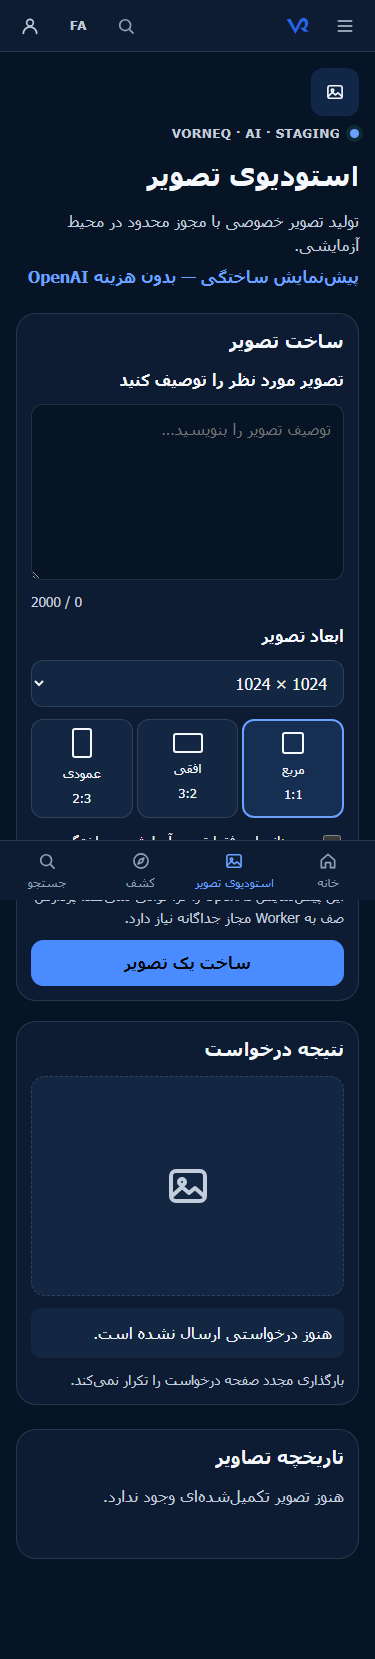 FA
VORNEQ · AI · STAGING
استودیوی تصویر
تولید تصویر خصوصی با مجوز محدود در محیط
آزمایشی.
پیش‌نمایش ساختگی — بدون هزینه OpenAI
ساخت تصویر
تصویر مورد نظر را توصیف کنید
توصیف تصویر را بنویسید...
0 / 2000
ابعاد تصویر
1024 × 1024
مربع
1:1
افقی
3:2
عمودی
2:3
خانه
استودیوی تصویر
کشف
جستجو
صف به Worker مجاز جداگانه نیاز دارد.
ساخت یک تصویر
نتیجه درخواست
هنوز درخواستی ارسال نشده است.
بارگذاری مجدد صفحه درخواست را تکرار نمی‌کند.
تاریخچه تصاویر
هنوز تصویر تکمیل‌شده‌ای وجود ندارد.